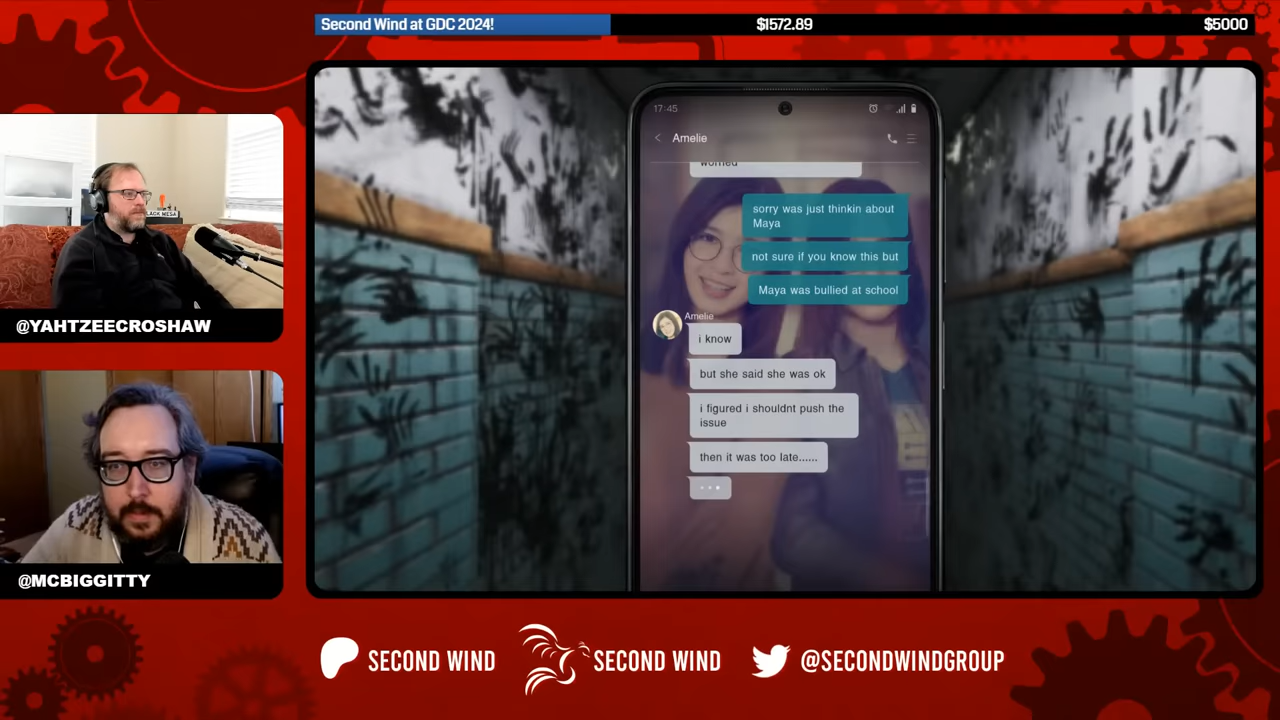 Second Wind at GDC 2024!
$1572.89
$5000
17:45
Amelie
worried
sorry was just thinkin about
Maya
not sure if you know this but
Maya was bullied at school
Amelie
i know
but she said she was ok
i figured i shouldnt push the
issue
then it was too late......
BLACK MESA
@YAHTZEECROSHAW
@MCBIGGITTY
SECOND WIND
SECOND WIND
@SECONDWINDGROUP